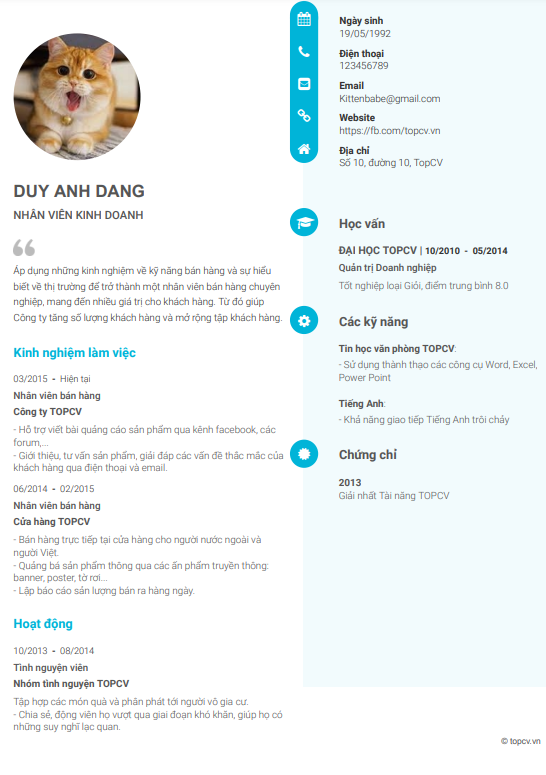 DUY ANH DANG
NHÂN VIÊN KINH DOANH
Áp dụng những kinh nghiệm về kỹ năng bán hàng và sự hiểu
biết về thị trường để trở thành một nhân viên bán hàng chuyên
nghiệp, mang đến nhiều giá trị cho khách hàng. Từ đó giúp
Công ty tăng số lượng khách hàng và mở rộng tập khách hàng.
Kinh nghiệm làm việc
03/2015 - Hiện tại
Nhân viên bán hàng
Công ty TOPCV
- Hỗ trợ viết bài quảng cáo sản phẩm qua kênh facebook, các
forum,...
- Giới thiệu, tư vấn sản phẩm, giải đáp các vấn đề thắc mắc của
khách hàng qua điện thoại và email.
06/2014 - 02/2015
Nhân viên bán hàng
Cửa hàng TOPCV
- Bán hàng trực tiếp tại cửa hàng cho người nước ngoài và
người Việt.
- Quảng bá sản phẩm thông qua các ấn phẩm truyền thông:
banner, poster, tờ rơi...
- Lập báo cáo sản lượng bán ra hàng ngày.
Hoạt động
10/2013 - 08/2014
Tình nguyện viên
Nhóm tình nguyện TOPCV
Tập hợp các món quà và phân phát tới người vô gia cư.
- Chia sẻ, động viên họ vượt qua giai đoạn khó khăn, giúp họ có
những suy nghĩ lạc quan.
Ngày sinh
19/05/1992
Điện thoại
123456789
Email
Kittenbabe@gmail.com
Website
https://fb.com/topcv.vn
Địa chỉ
Số 10, đường 10, TopCV
Học vấn
ĐẠI HỌC TOPCV | 10/2010 - 05/2014
Quản trị Doanh nghiệp
Tốt nghiệp loại Giỏi, điểm trung bình 8.0
Các kỹ năng
Tin học văn phòng TOPCV:
- Sử dụng thành thạo các công cụ Word, Excel,
Power Point
Tiếng Anh:
- Khả năng giao tiếp Tiếng Anh trôi chảy
Chứng chỉ
2013
Giải nhất Tài năng TOPCV
© topcv.vn